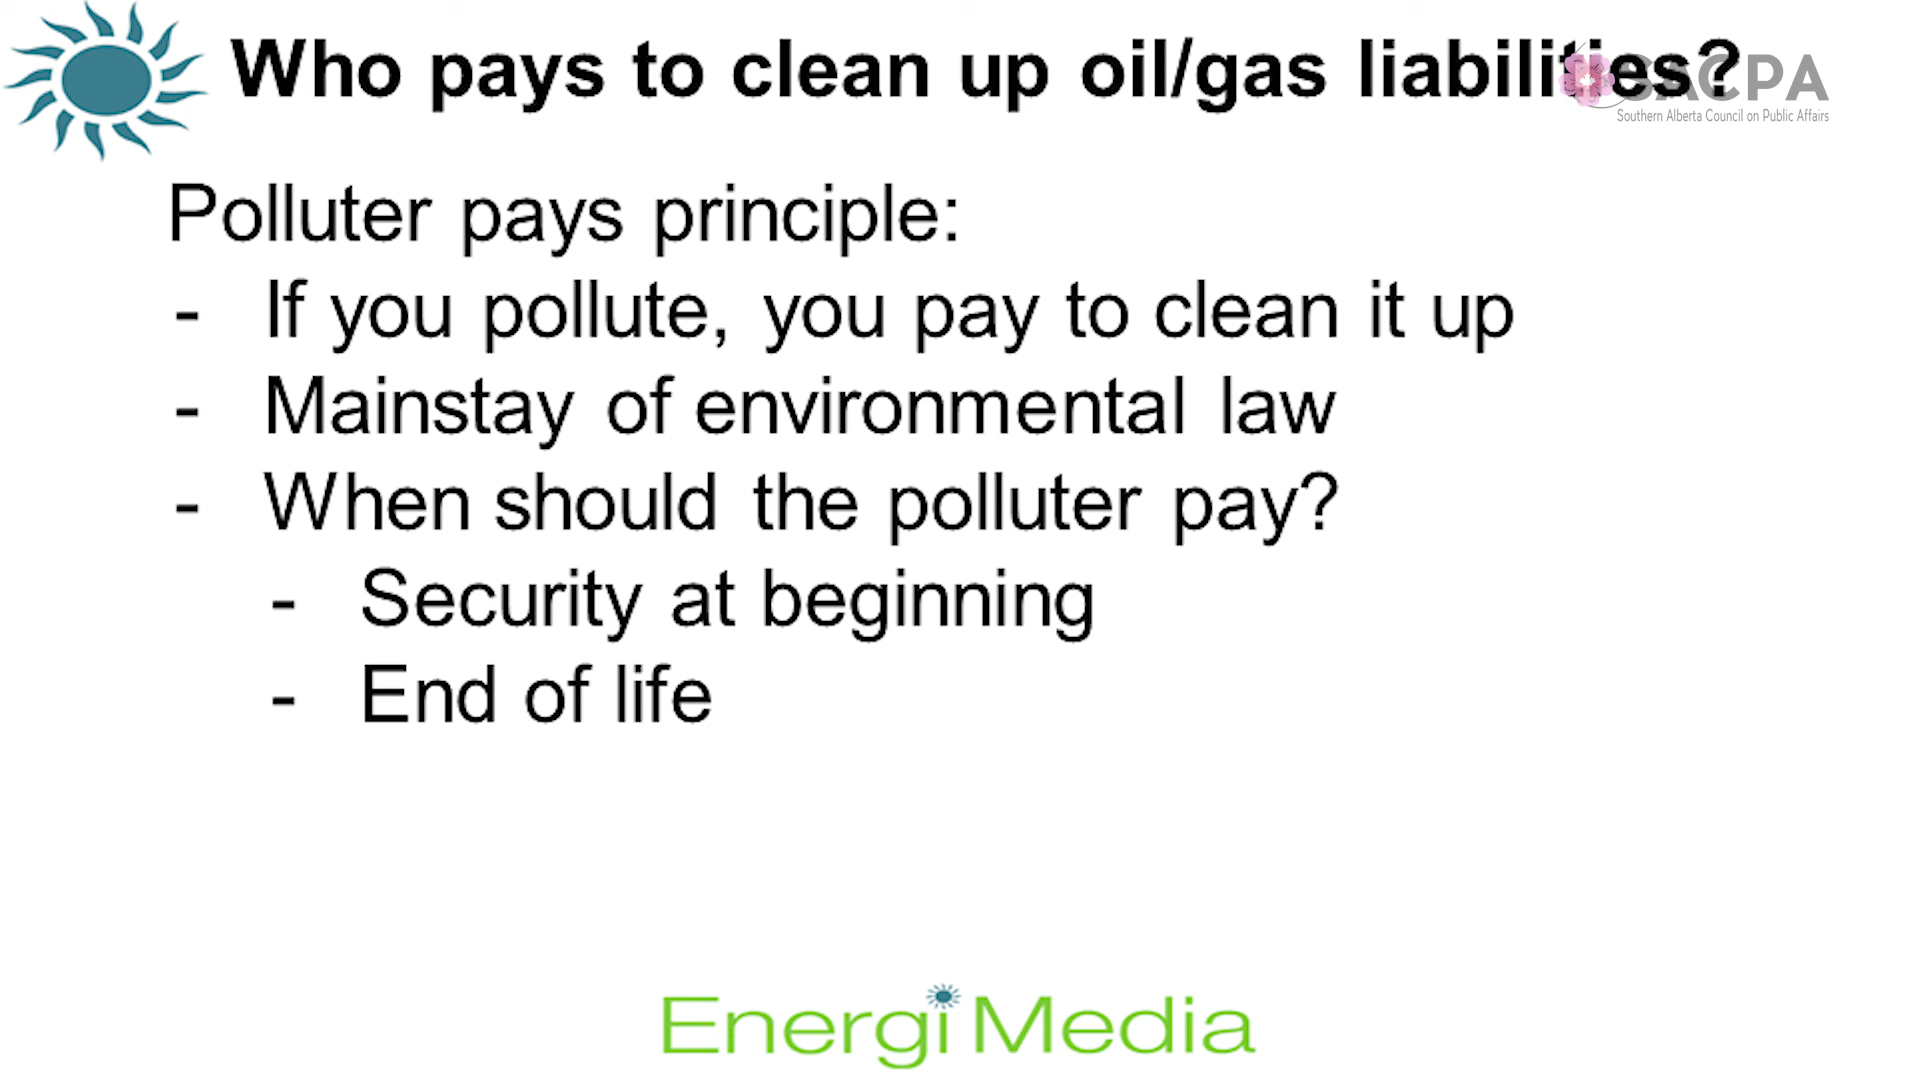 Who pays to clean up oil/gas liabilities?
SACPA
Southern Alberta Council on Public Affairs
Polluter pays principle:
- If you pollute, you pay to clean it up
- Mainstay of environmental law
- When should the polluter pay?
- Security at beginning
- End of life
Energi Media